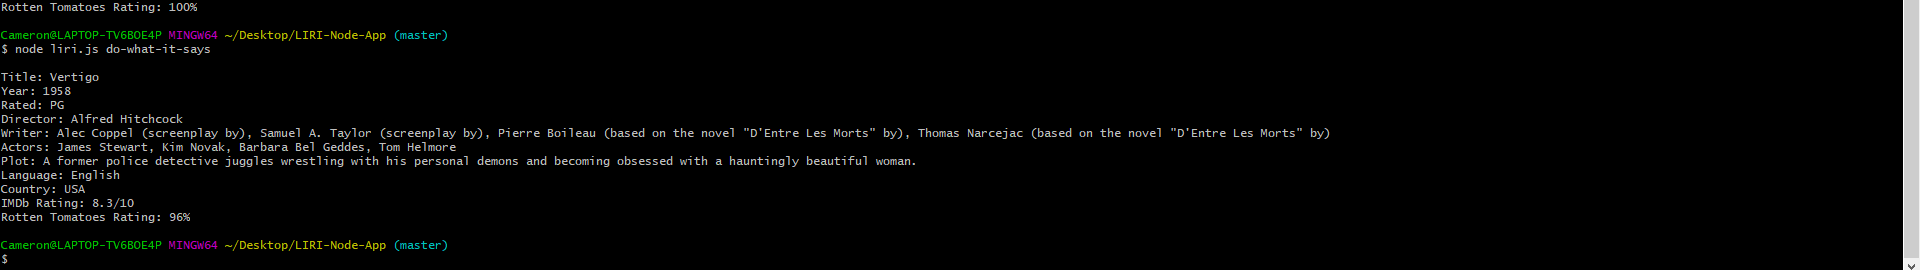 Rotten Tomatoes Rating: 100%
Cameron@LAPTOP-TV6BOE4P MINGW64 ~/Desktop/LIRI-Node-App (master)
$ node liri.js do-what-it-says
Title: Vertigo
Year: 1958
Rated: PG
Director: Alfred Hitchcock
Writer: Alec Coppel (screenplay by), Samuel A. Taylor (screenplay by), Pierre Boileau (based on the novel "D'Entre Les Morts" by), Thomas Narcejac (based on the novel "D'Entre Les Morts" by)
Actors: James Stewart, Kim Novak, Barbara Bel Geddes, Tom Helmore
Plot: A former police detective juggles wrestling with his personal demons and becoming obsessed with a hauntingly beautiful woman.
Language: English
Country: USA
IMDb Rating: 8.3/10
Rotten Tomatoes Rating: 96%
Cameron@LAPTOP-TV6BOE4P MINGW64 ~/Desktop/LIRI-Node-App (master)
$